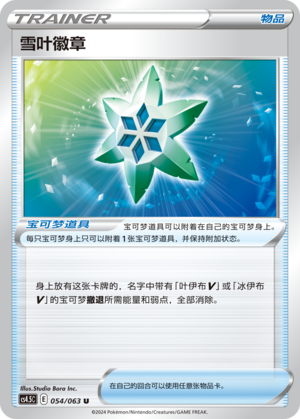 TRAINER
物品
雪叶徽章
宝可梦道具
宝可梦道具可以附着在自己的宝可梦身上。
每只宝可梦身上只可以附着1张宝可梦道具，并保持附加状态。
身上放有这张卡牌的，名字中带有「叶伊布V」或「冰伊布
V」的宝可梦撤退所需能量和弱点，全部消除。
Illus.Studio Bora Inc.
CS4.5C E 054/063 U
在自己的回合可以使用任意张物品卡。
©2024 Pokémon/Nintendo/Creatures/GAME FREAK.